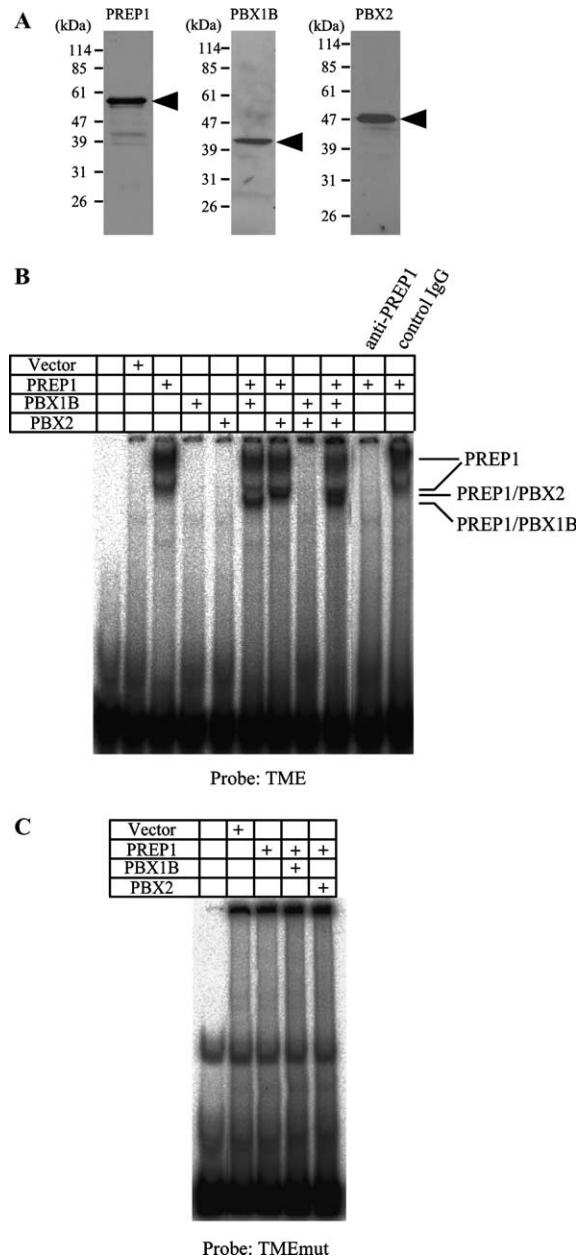 A
PREP1 PBX1B PBX2
(kDa) (kDa) (kDa)
114 114 114
85 85 85
61 61 61
47 47 47
39 39 39
31 31 31
26 26 26
B
anti-PREP1
control IgG
Vector +
PREP1 + + + + + +
PBX1B + + + +
PBX2 + + + +
PREP1
PREP1/PBX2
PREP1/PBX1B
Probe: TME
C
Vector +
PREP1 + + +
PBX1B +
PBX2 +
Probe: TMEmut